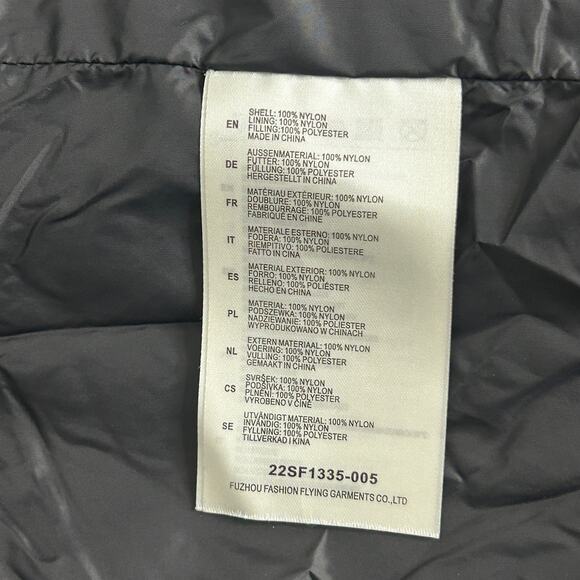 EN
SHELL: 100% NYLON
LINING: 100% NYLON
FILLING:100% POLYESTER
MADE IN CHINA
DE
AUSSENMATERIAL: 100% NYLON
FUTTER: 100% NYLON
FÜLLUNG: 100% POLYESTER
HERGESTELLT IN CHINA
FR
MATÉRIAU EXTÉRIEUR: 100% NYLON
DOUBLURE: 100% NYLON
REMBOURRAGE: 100% POLYESTER
FABRIQUÉ EN CHINE
IT
MATERIALE ESTERNO: 100% NYLON
FODERA: 100% NYLON
RIEMPITIVO: 100% POLIESTERE
FATTO IN CINA
ES
MATERIAL EXTERIOR: 100% NYLON
FORRO: 100% NYLON
RELLENO: 100% POLIÉSTER
HECHO EN CHINA
PL
MATERIAŁ: 100% NYLON
PODSZEWKA: 100% NYLON
NADZIEWANIE: 100% POLIESTER
WYPRODUKOWANO W CHINACH
NL
EXTERN MATERIAAL: 100% NYLON
VOERING: 100% NYLON
VULLING: 100% POLYESTER
GEMAAKT IN CHINA
CS
SVRŠEK: 100% NYLON
PODŠÍVKA: 100% NYLON
PLNĚNÍ: 100% POLYESTER
VYROBENO V ČÍNĚ
SE
UTVÄNDIGT MATERIAL: 100% NYLON
INVÄNDIG: 100% NYLON
FYLLNING: 100% POLYESTER
TILLVERKAD I KINA
22SF1335-005
FUZHOU FASHION FLYING GARMENTS CO.,LTD